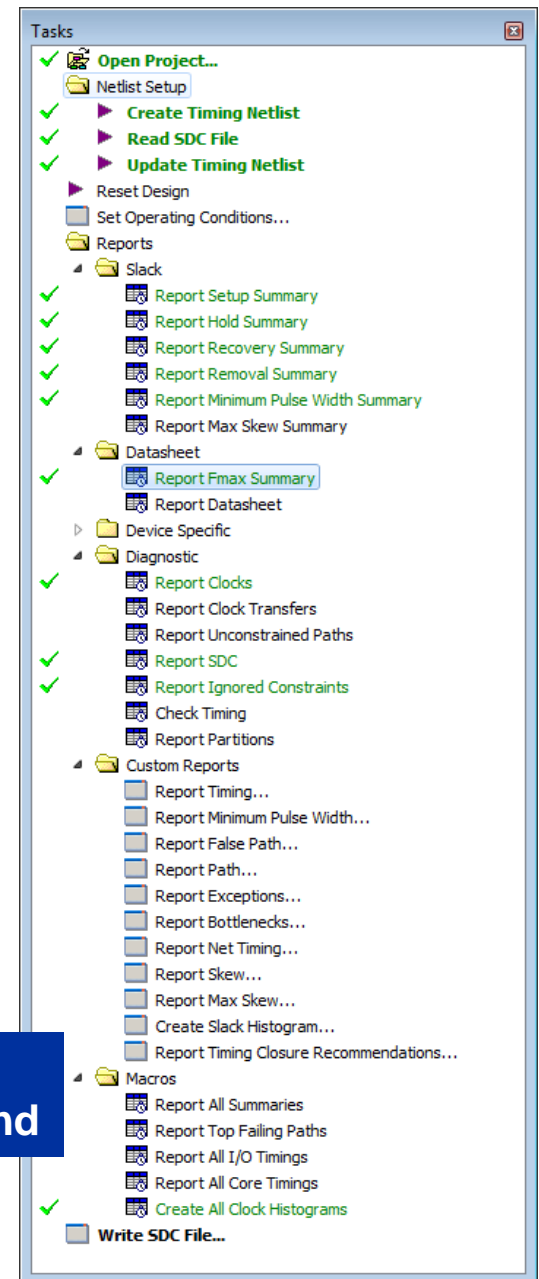 Tasks
Open Project...
Netlist Setup
Create Timing Netlist
Read SDC File
Update Timing Netlist
Reset Design
Set Operating Conditions...
Reports
Slack
Report Setup Summary
Report Hold Summary
Report Recovery Summary
Report Removal Summary
Report Minimum Pulse Width Summary
Report Max Skew Summary
Datasheet
Report Fmax Summary
Report Datasheet
Device Specific
Diagnostic
Report Clocks
Report Clock Transfers
Report Unconstrained Paths
Report SDC
Report Ignored Constraints
Check Timing
Report Partitions
Custom Reports
Report Timing...
Report Minimum Pulse Width...
Report False Path...
Report Path...
Report Exceptions...
Report Bottlenecks...
Report Net Timing...
Report Skew...
Report Max Skew...
Create Slack Histogram...
Report Timing Closure Recommendations...
Macros
nd
Report All Summaries
Report Top Failing Paths
Report All I/O Timings
Report All Core Timings
Create All Clock Histograms
Write SDC File...